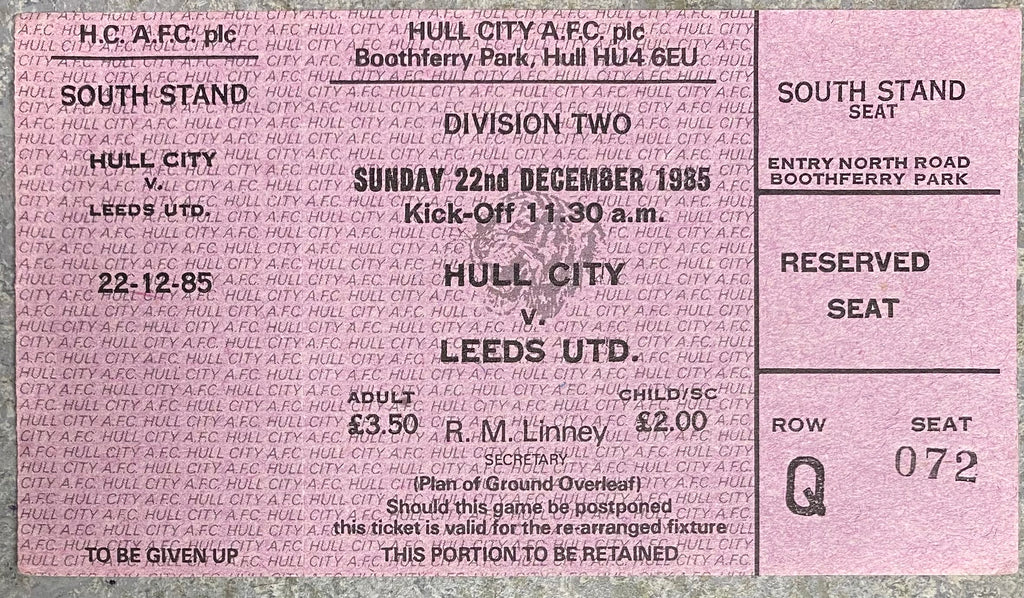 H.C. A.F.C. plc
SOUTH STAND
HULL CITY
v.
LEEDS UTD.
22-12-85
TO BE GIVEN UP
HULL CITY A.F.C. plc
Boothferry Park, Hull HU4 6EU
DIVISION TWO
SUNDAY 22nd DECEMBER 1985
Kick-Off 11.30 a.m.
HULL CITY
v.
LEEDS UTD.
ADULT CHILD/SC
£3.50 R. M. Linney £2.00
SECRETARY
(Plan of Ground Overleaf)
Should this game be postponed
this ticket is valid for the re-arranged fixture
THIS PORTION TO BE RETAINED
SOUTH STAND
SEAT
ENTRY NORTH ROAD
BOOTHFERRY PARK
RESERVED
SEAT
ROW SEAT
Q 072